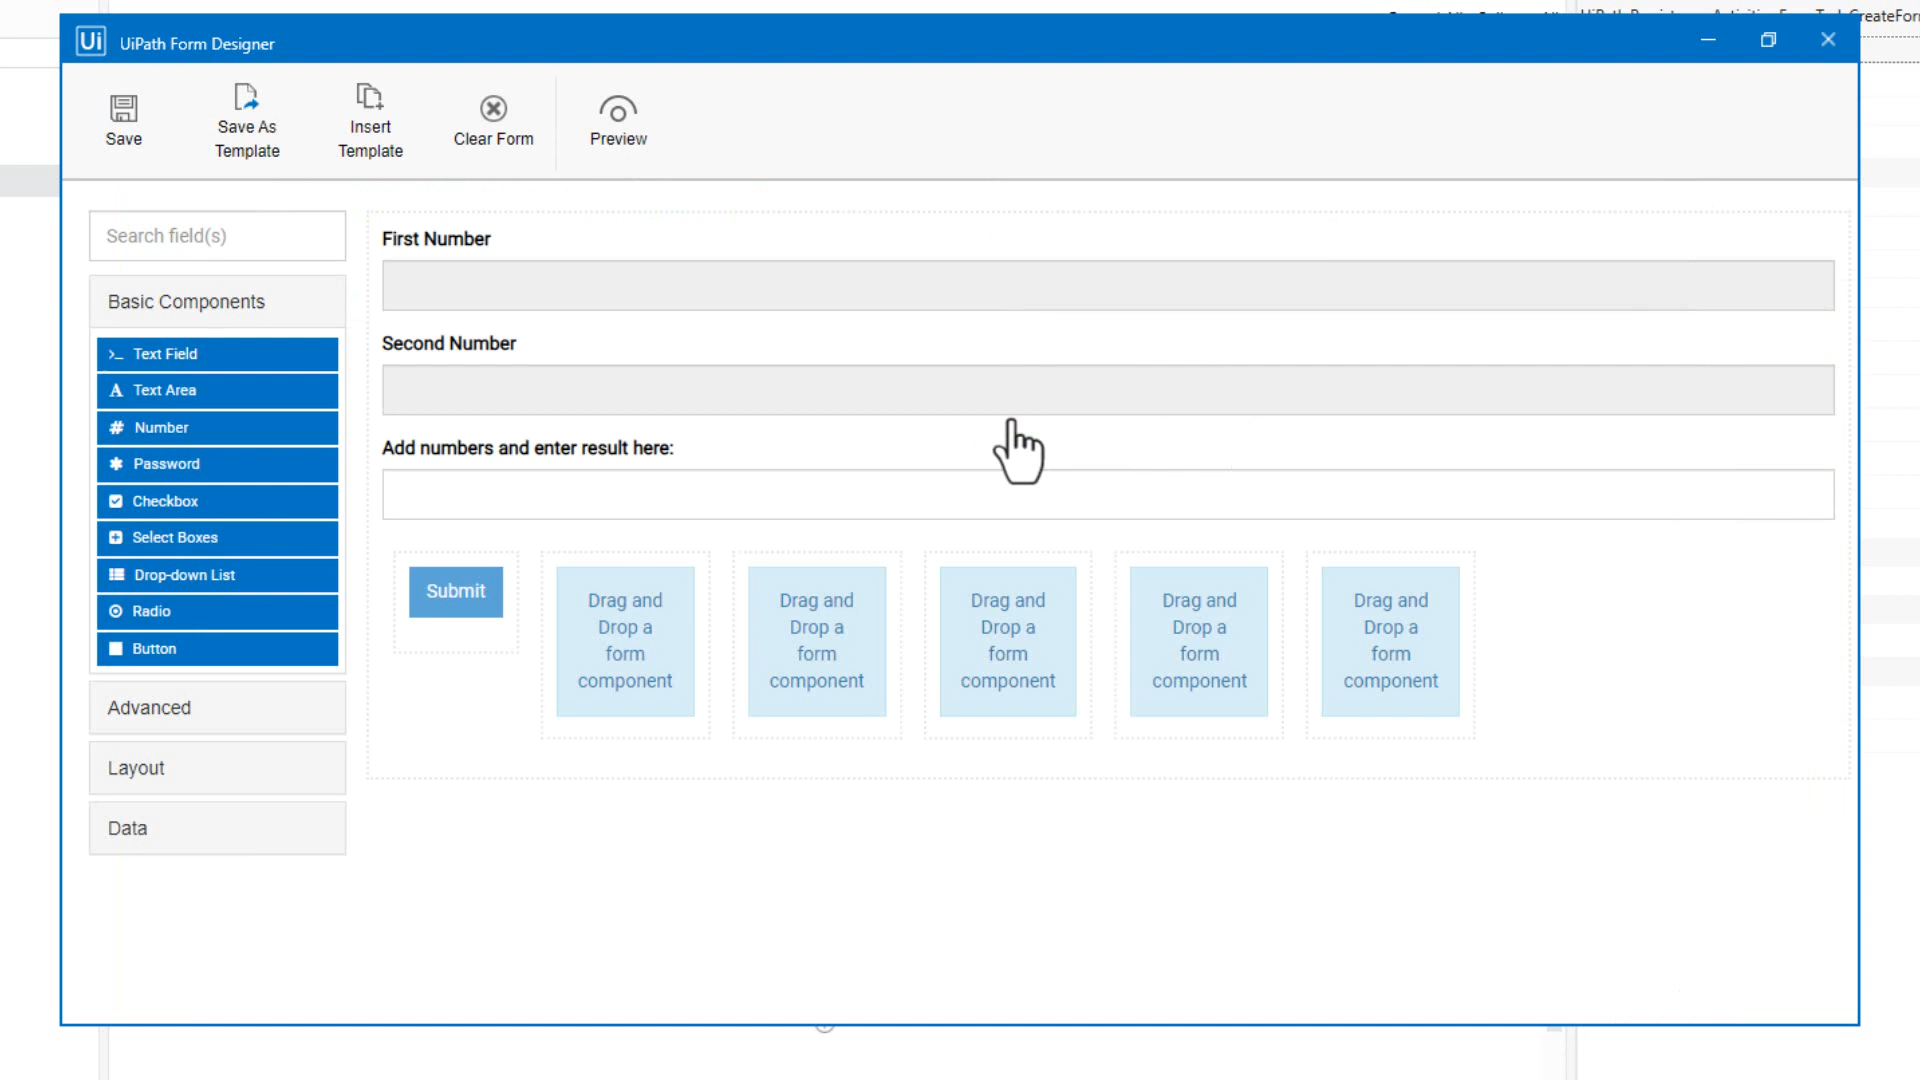 Ui UiPath Form Designer
Save
Save As
Template
Insert
Template
Clear Form
Preview
Search field(s)
Basic Components
Text Field
Text Area
Number
Password
Checkbox
Select Boxes
Drop-down List
Radio
Button
Advanced
Layout
Data
First Number
Second Number
Add numbers and enter result here:
Submit
Drag and
Drop a
form
component
Drag and
Drop a
form
component
Drag and
Drop a
form
component
Drag and
Drop a
form
component
Drag and
Drop a
form
component